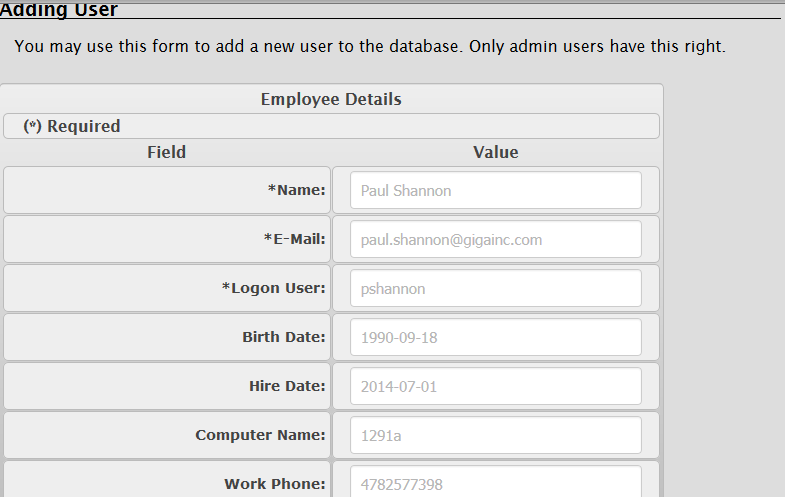 Adding User
You may use this form to add a new user to the database. Only admin users have this right.
Employee Details
(*) Required
Field Value
*Name: Paul Shannon
*E-Mail: paul.shannon@gigainc.com
*Logon User: pshannon
Birth Date: 1990-09-18
Hire Date: 2014-07-01
Computer Name: 1291a
Work Phone: 4782577398